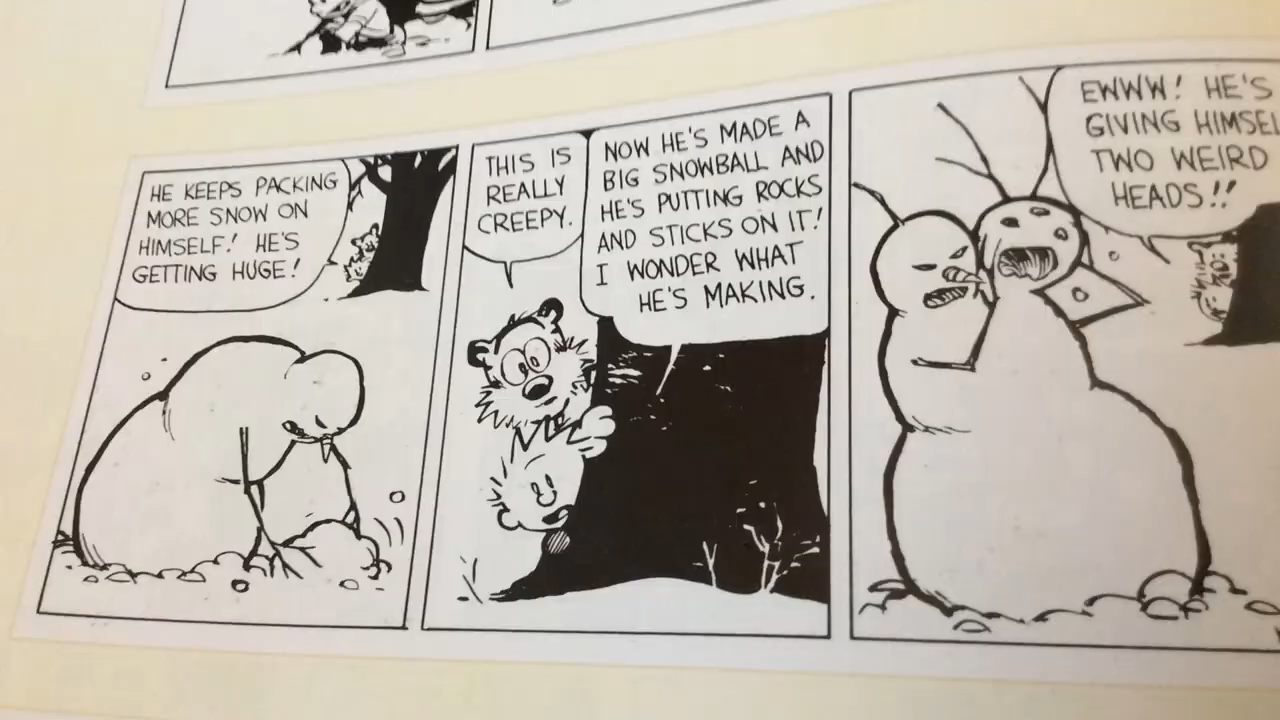 HE KEEPS PACKING
MORE SNOW ON
HIMSELF! HE'S
GETTING HUGE!
THIS IS
REALLY
CREEPY.
NOW HE'S MADE A
BIG SNOWBALL AND
HE'S PUTTING ROCKS
AND STICKS ON IT!
I WONDER WHAT
HE'S MAKING.
EWWW! HE'S
GIVING HIMSEL
TWO WEIRD
HEADS!!